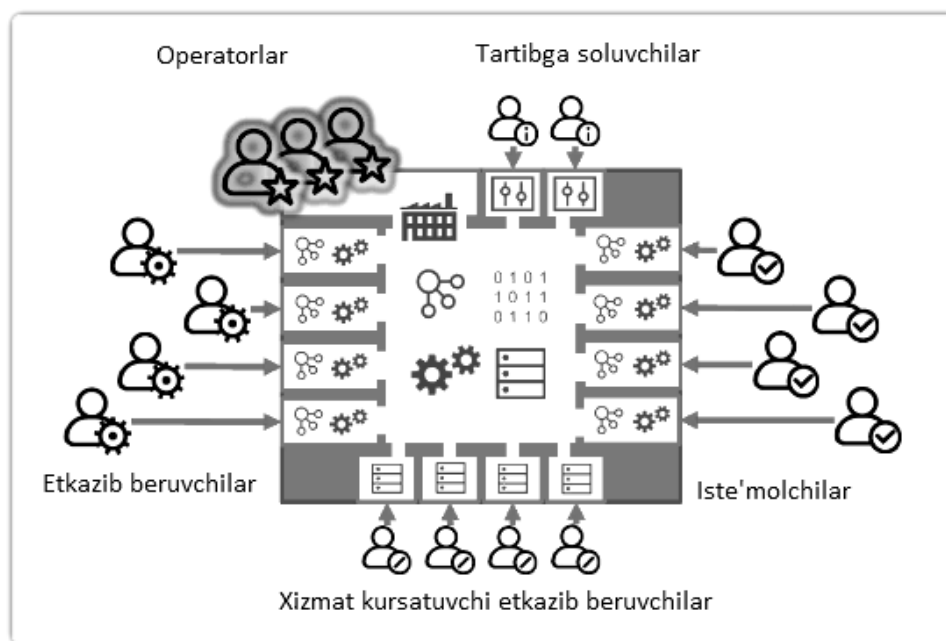 Operatorlar
Tartibga soluvchilar
0101
1011
0110
Etkazib beruvchilar
Iste'molchilar
Xizmat kursatuvchi etkazib beruvchilar